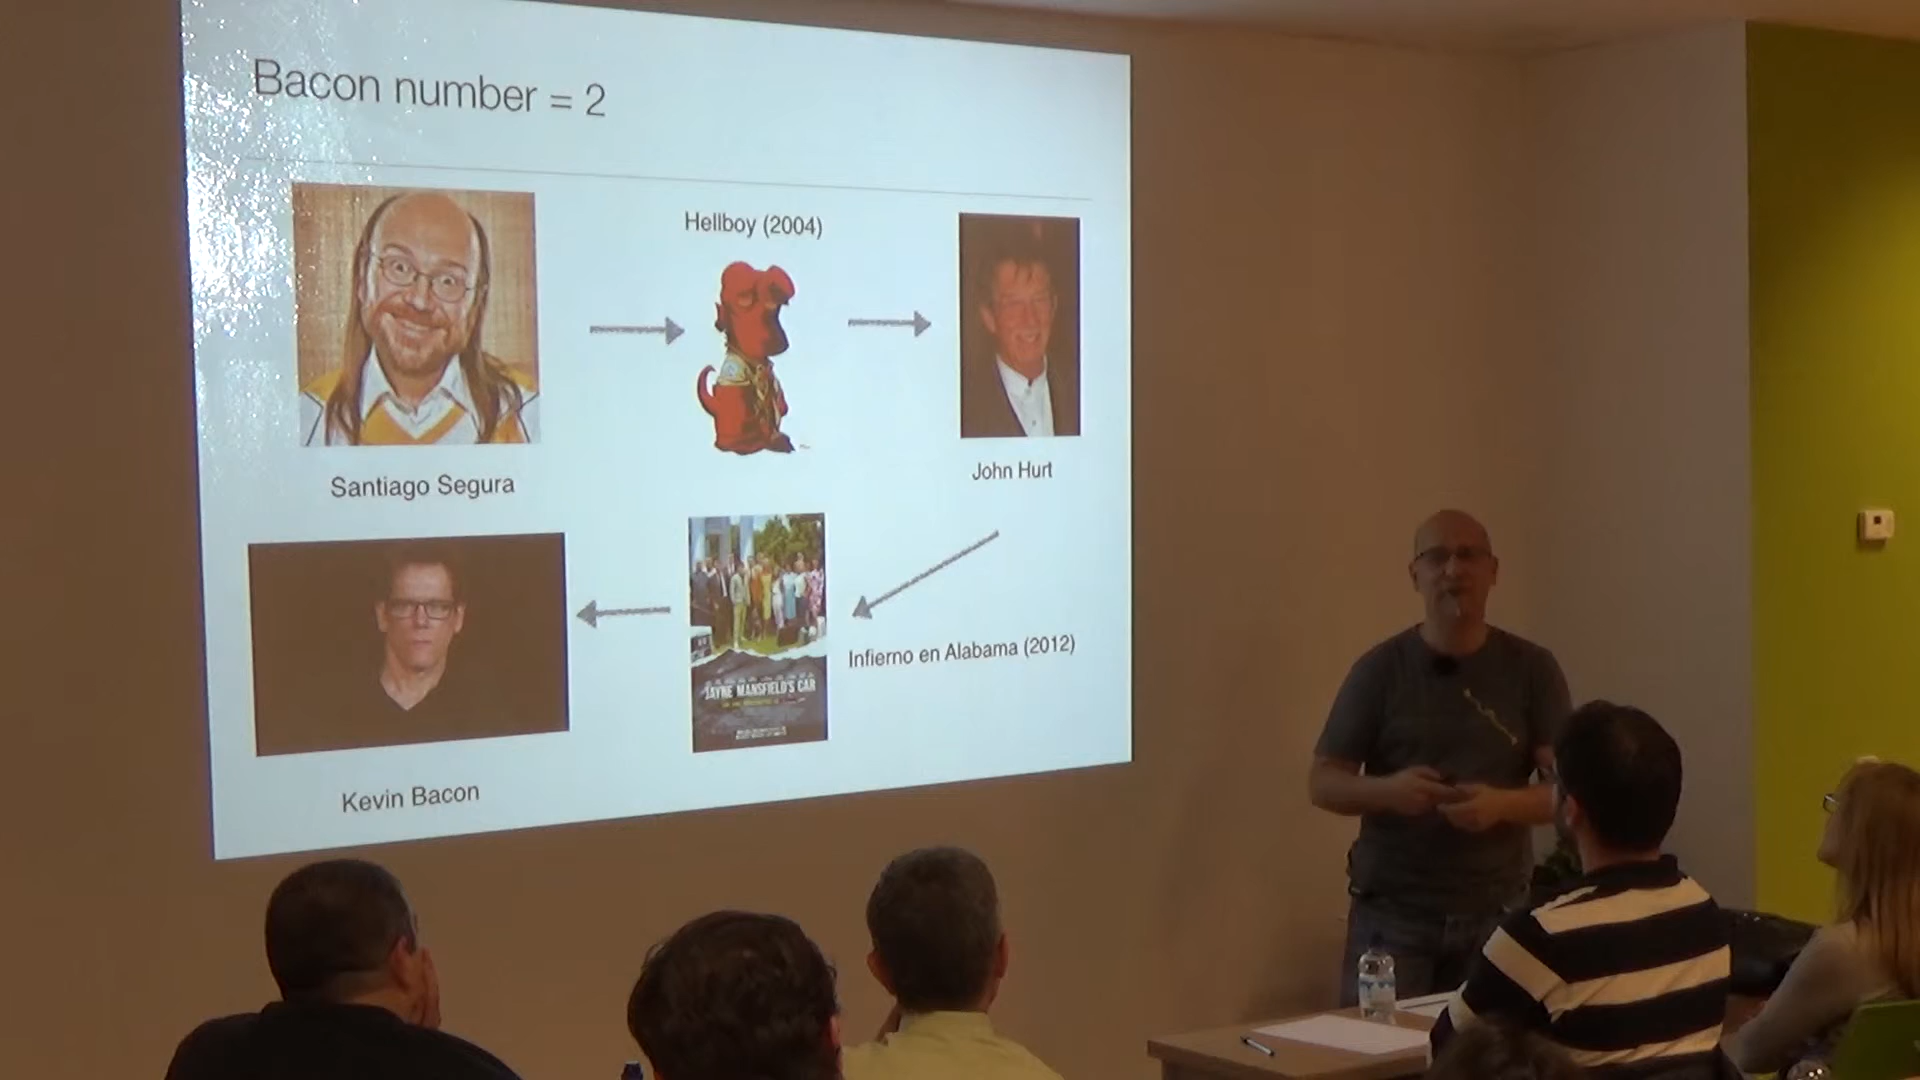 Bacon number = 2
Hellboy (2004)
Santiago Segura
John Hurt
Infierno en Alabama (2012)
JAYNE MANSFIELD'S CAR
Kevin Bacon